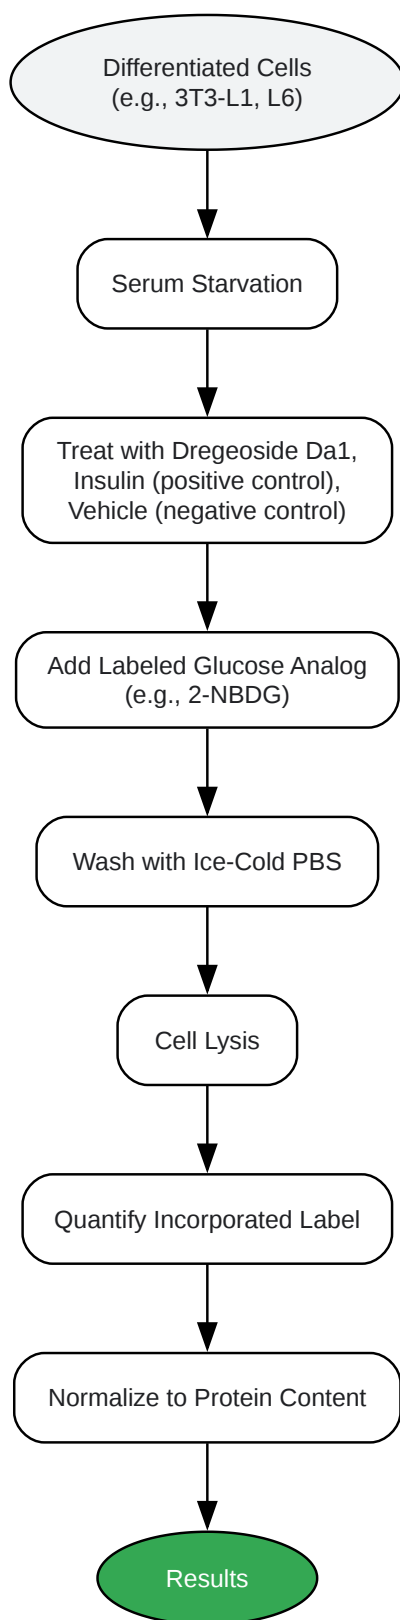 Differentiated Cells
(e.g., 3T3-L1, L6)
Serum Starvation
Treat with Dregeoside Da1,
Insulin (positive control),
Vehicle (negative control)
Add Labeled Glucose Analog
(e.g., 2-NBDG)
Wash with Ice-Cold PBS
Cell Lysis
Quantify Incorporated Label
Normalize to Protein Content
Results